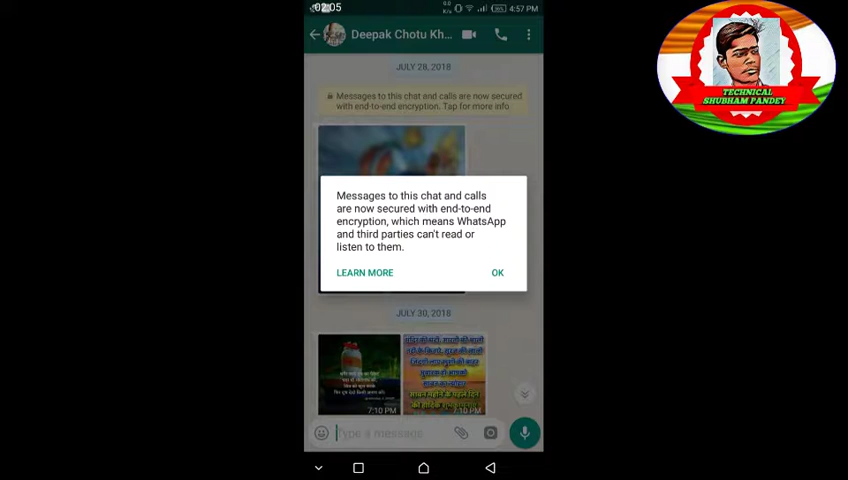 02:05
4:57 PM
Deepak Chotu Kh...
JULY 28, 2018
Messages to this chat and calls are now secured
with end-to-end encryption. Tap for more info.
Messages to this chat and calls
are now secured with end-to-end
encryption, which means WhatsApp
and third parties can't read or
listen to them.
LEARN MORE
OK
JULY 30, 2018
7:10 PM
7:10 PM
Type a message
TECHNICAL
SHUBHAM PANDEY